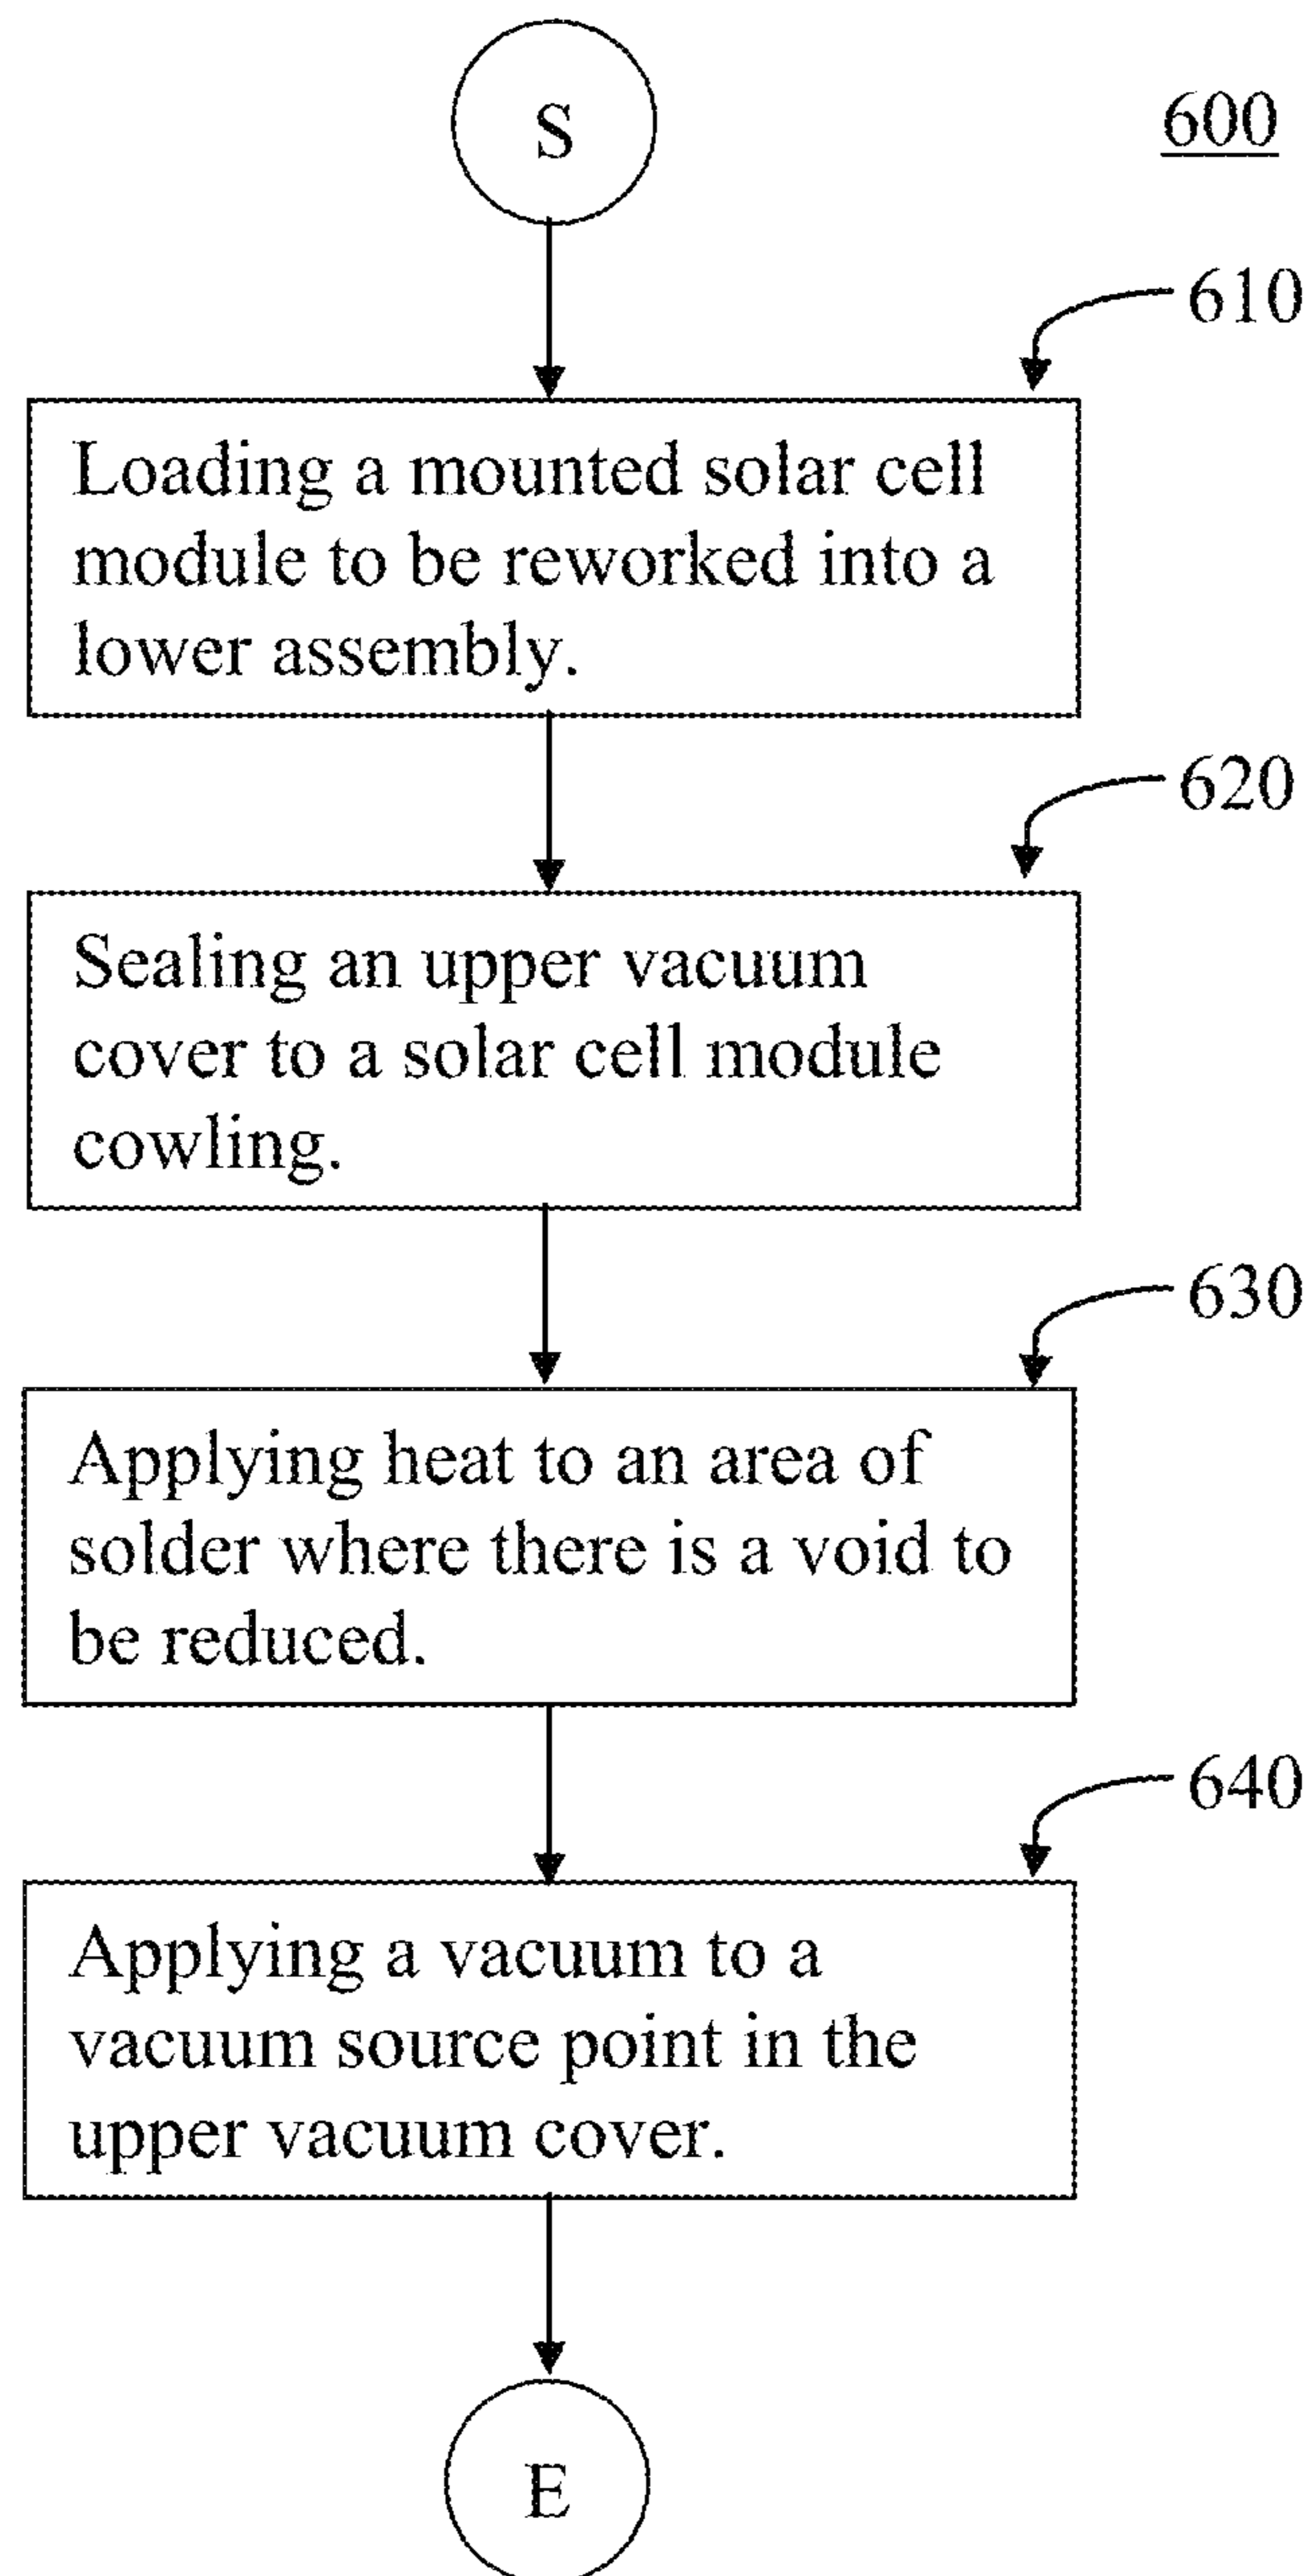 S
600
610
Loading a mounted solar cell
module to be reworked into a
lower assembly.
620
Sealing an upper vacuum
cover to a solar cell module
cowling.
630
Applying heat to an area of
solder where there is a void to
be reduced.
640
Applying a vacuum to a
vacuum source point in the
upper vacuum cover.
E